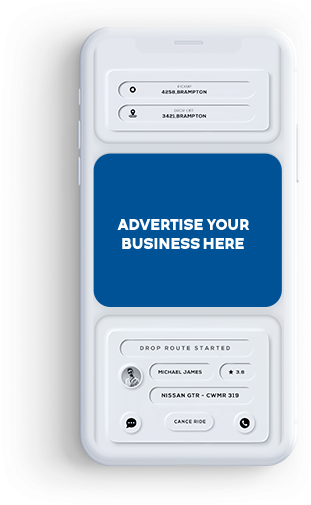 PICKUP
4258,BRAMPTON
DROP OFF
3421,BRAMPTON
ADVERTISE YOUR
BUSINESS HERE
DROP ROUTE STARTED
MICHAEL JAMES
★ 3.8
NISSAN GTR - CWMR 319
CANCE RIDE